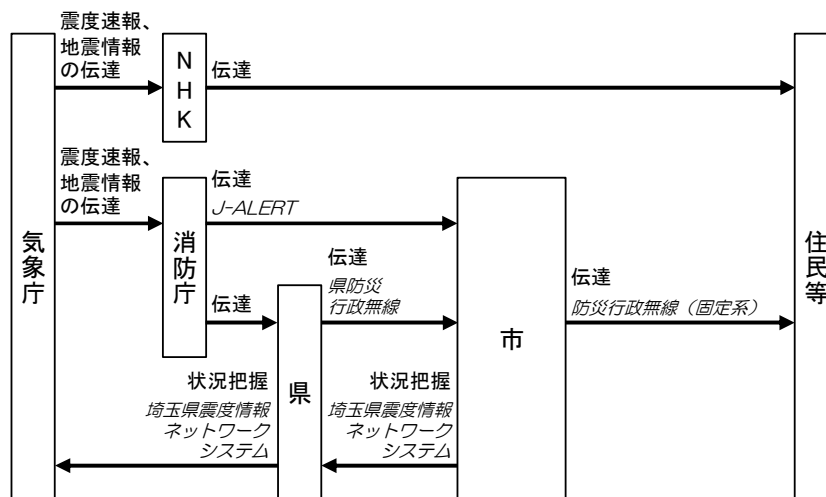 震度速報、
地震情報
の伝達
NHK
伝達
震度速報、
地震情報
の伝達
伝達
J-ALERT
気象庁
消防庁
住民等
伝達
県防災
行政無線
伝達
伝達
防災行政無線（固定系）
市
県
状況把握
埼玉県震度情報
ネットワーク
システム
状況把握
埼玉県震度情報
ネットワーク
システム